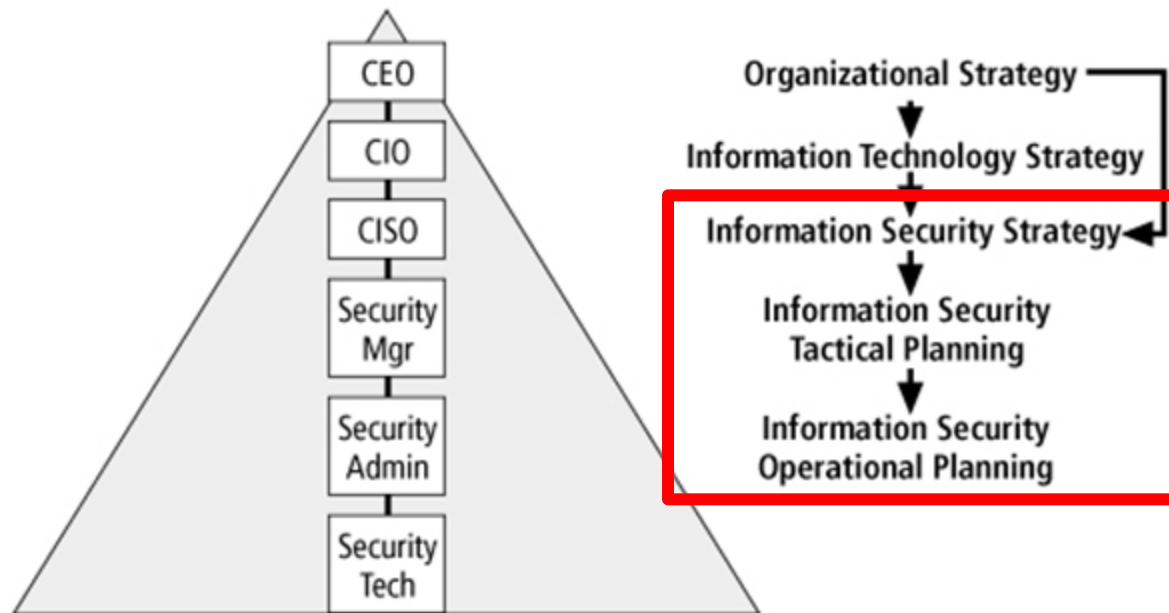 CEO
CIO
CISO
Security
Mgr
Security
Admin
Security
Tech
Organizational Strategy
Information Technology Strategy
Information Security Strategy
Information Security
Tactical Planning
Information Security
Operational Planning